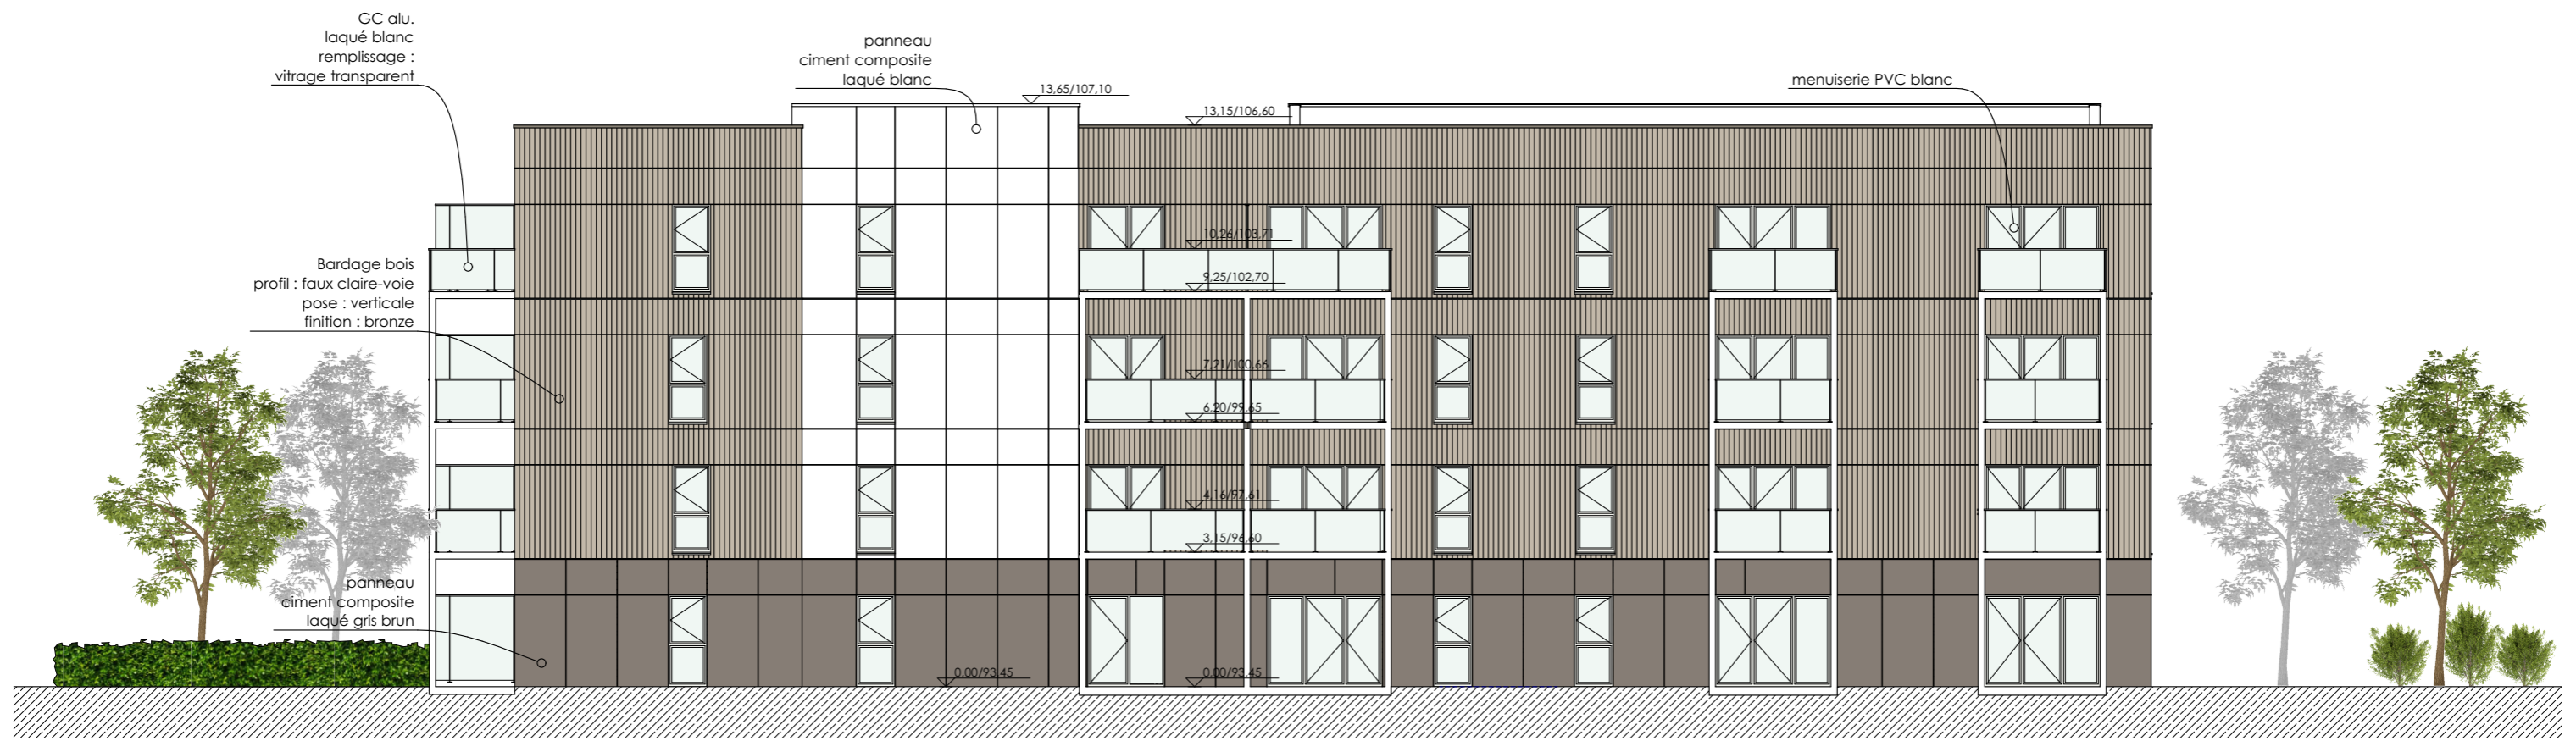 GC alu.
laqué blanc
remplissage :
vitrage transparent
panneau
ciment composite
laqué blanc
13,65/107,10
13,15/106,60
menuiserie PVC blanc
10,26/103,71
9,25/102,70
Bardage bois
profil : faux claire-voie
pose : verticale
finition : bronze
7,21/100,66
6,20/99,65
4,16/97,61
3,15/96,60
panneau
ciment composite
laqué gris brun
0,00/93,45
0,00/93,45